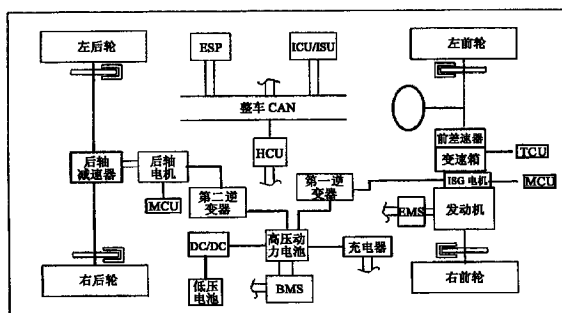 左后轮
ESP
ICU/ISU
左前轮
整车 CAN
HCU
前差速器
变速箱
TCU
ISG 电机
MCU
后轴
减速器
后轴
电机
MCU
第一逆
变器
第二逆
变器
EMS
发动机
DC/DC
高压动
力电池
充电器
低压
电池
BMS
右后轮
右前轮